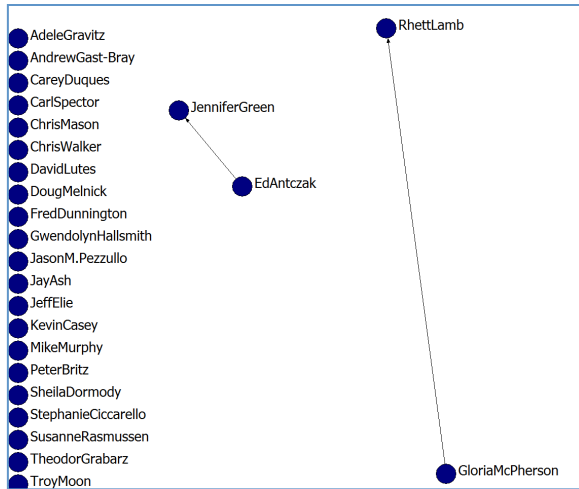 AdeleGravitz
AndrewGast-Bray
CareyDuques
CarlSpector
ChrisMason
ChrisWalker
DavidLutes
DougMelnick
FredDunnington
GwendolynHallsmith
JasonM.Pezzullo
JayAsh
JeffElie
KevinCasey
MikeMurphy
PeterBritz
SheilaDormody
StephanieCiccarello
SusanneRasmussen
TheodorGrabarz
TroyMoon
JenniferGreen
EdAntczak
RhettLamb
GloriaMcPherson